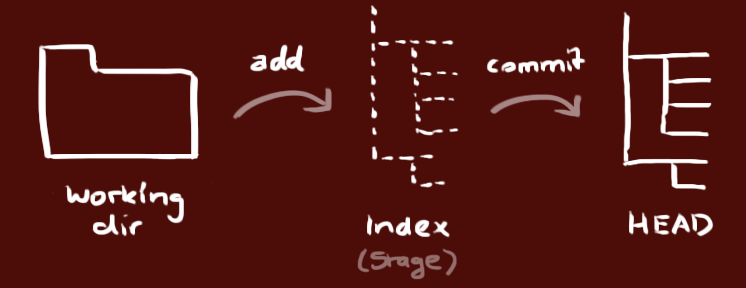 add
commit
working
dir
Index
(Stage)
HEAD